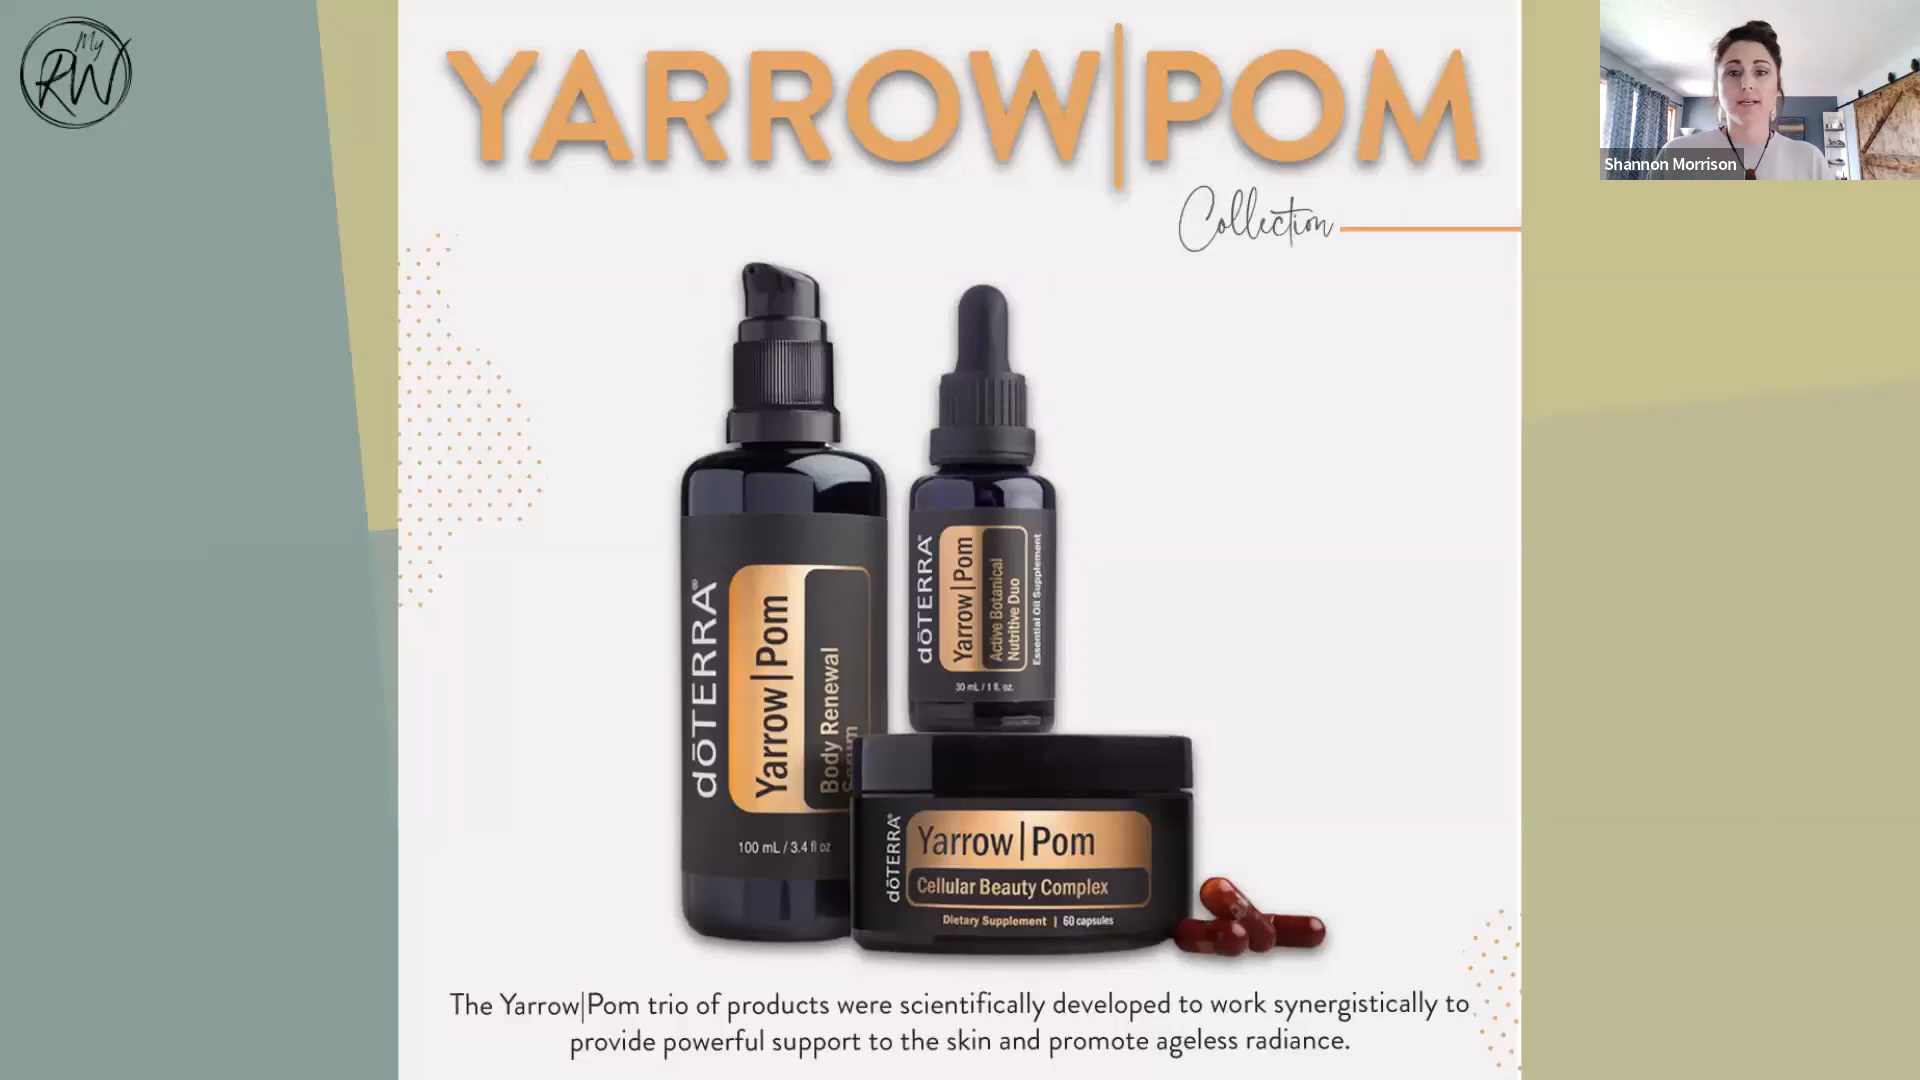 My
RW
YARROW|POM
Collection
Shannon Morrison
dōTERRA®
Yarrow|Pom
Body Renewal
Serum
100 mL / 3.4 fl oz
dōTERRA®
Yarrow|Pom
Active Botanical
Nutritive Duo
Essential Oil Supplement
30 mL / 1 fl. oz.
dōTERRA®
Yarrow|Pom
Cellular Beauty Complex
Dietary Supplement | 60 capsules
The Yarrow|Pom trio of products were scientifically developed to work synergistically to
provide powerful support to the skin and promote ageless radiance.